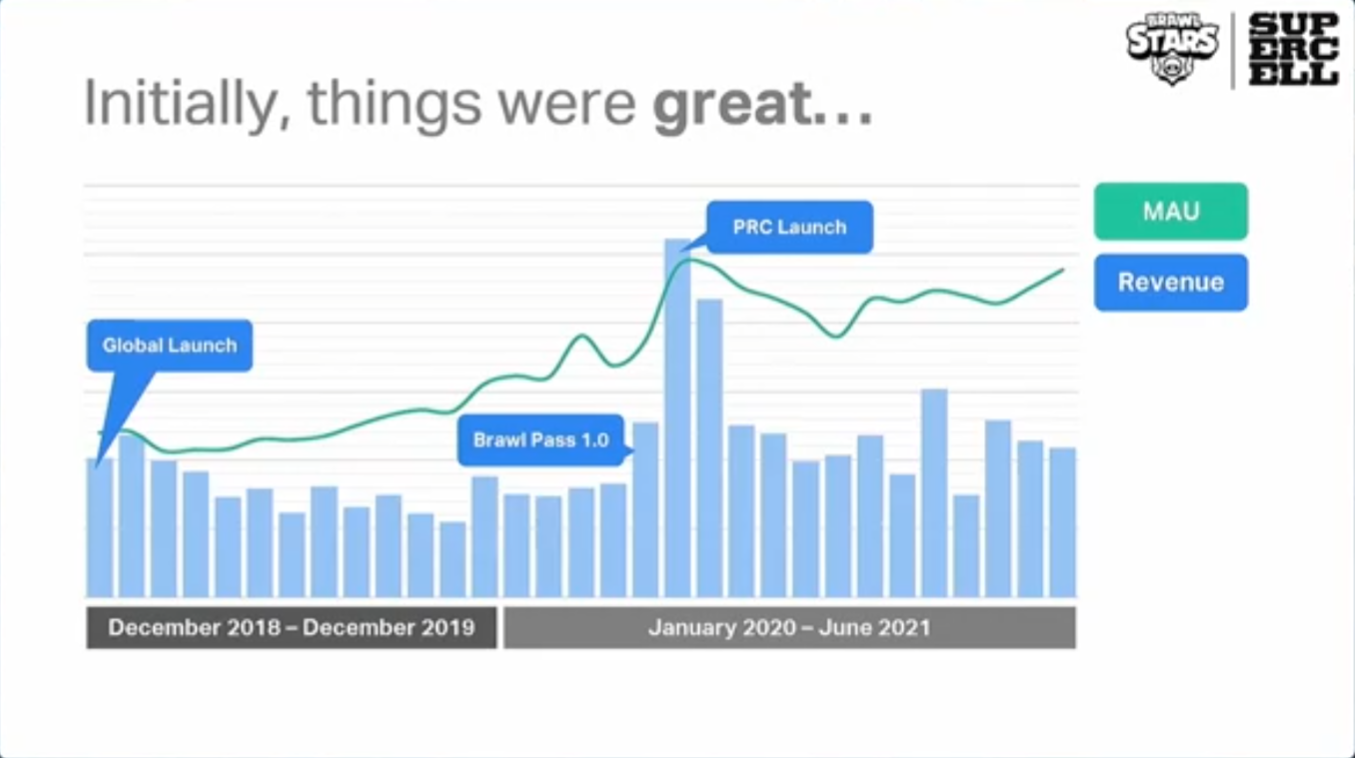 BRAWL
STARS
SUP
ERC
ELL
Initially, things were great...
MAU
PRC Launch
Revenue
Global Launch
Brawl Pass 1.0
December 2018 – December 2019
January 2020 – June 2021